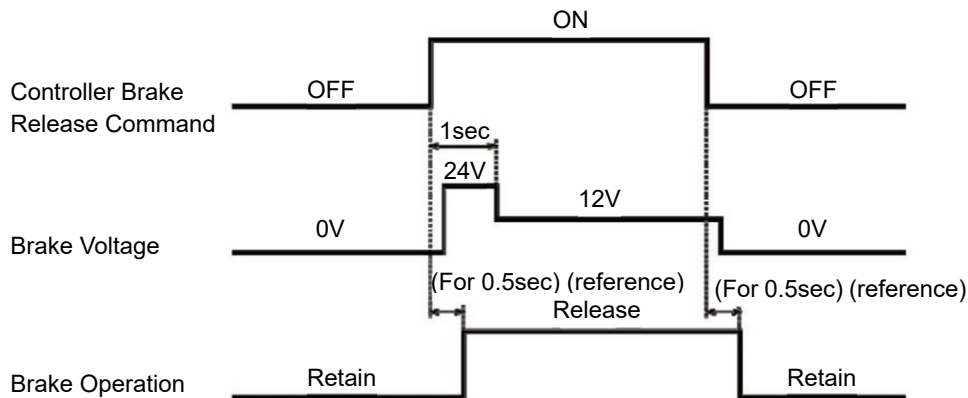 ON
Controller Brake
Release Command
OFF
OFF
1sec
24V
12V
Brake Voltage
0V
0V
(For 0.5sec) (reference)
(For 0.5sec) (reference)
Release
Brake Operation
Retain
Retain